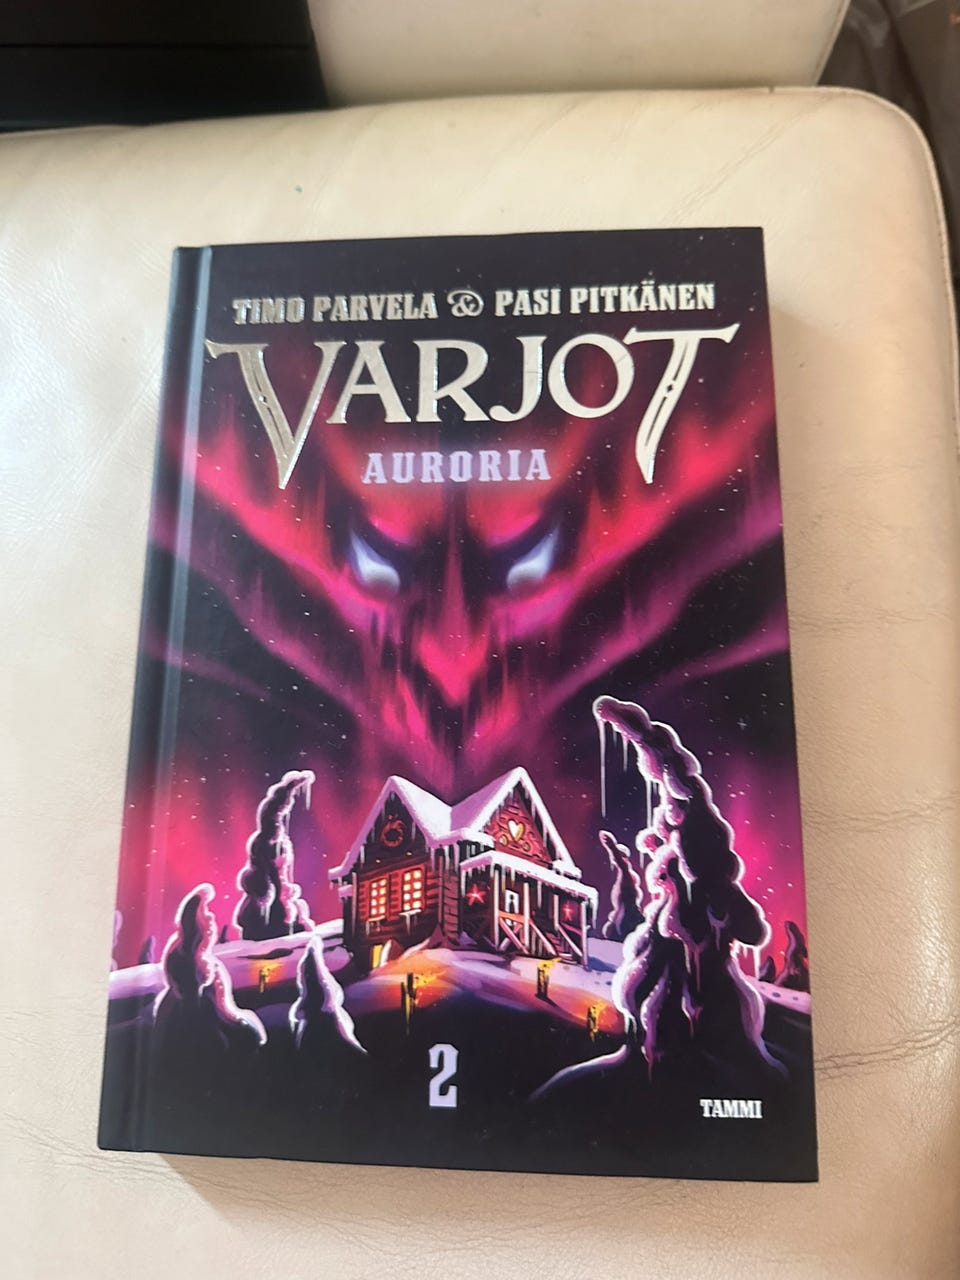 TIMO PARVELA & PASI PITKÄNEN
VARJOT
AURORIA
2
TAMMI